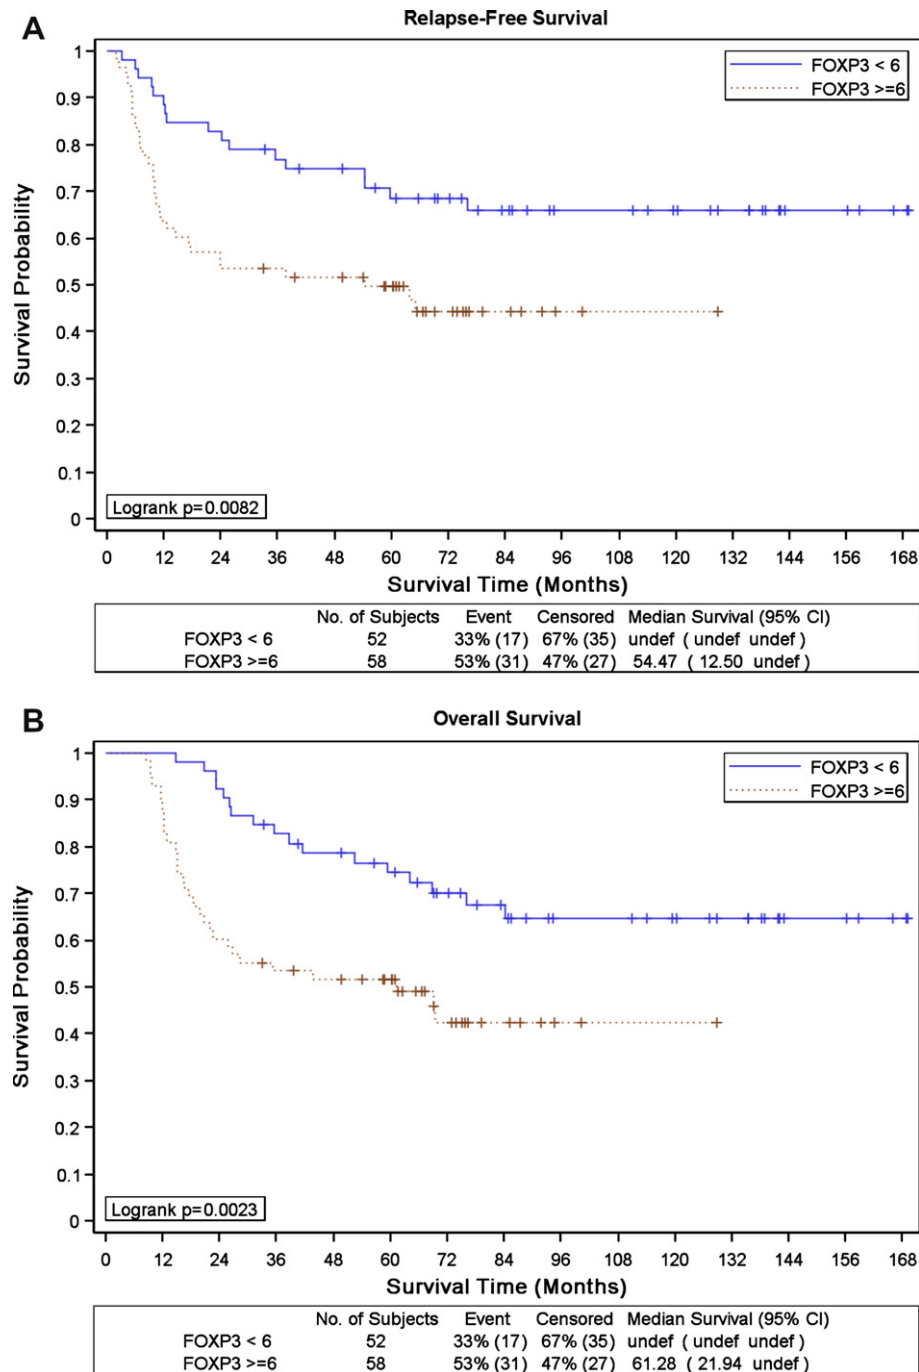 A
Relapse-Free Survival
FOXP3 < 6
FOXP3 >=6
Survival Probability
1
0.9
0.8
0.7
0.6
0.5
0.4
0.3
0.2
0.1
0
Logrank p=0.0082
0 12 24 36 48 60 72 84 96 108 120 132 144 156 168
Survival Time (Months)
No. of Subjects Event Censored Median Survival (95% CI)
FOXP3 < 6 52 33% (17) 67% (35) undef ( undef undef )
FOXP3 >=6 58 53% (31) 47% (27) 54.47 ( 12.50 undef )
B
Overall Survival
FOXP3 < 6
FOXP3 >=6
Survival Probability
1
0.9
0.8
0.7
0.6
0.5
0.4
0.3
0.2
0.1
0
Logrank p=0.0023
0 12 24 36 48 60 72 84 96 108 120 132 144 156 168
Survival Time (Months)
No. of Subjects Event Censored Median Survival (95% CI)
FOXP3 < 6 52 33% (17) 67% (35) undef ( undef undef )
FOXP3 >=6 58 53% (31) 47% (27) 61.28 ( 21.94 undef )